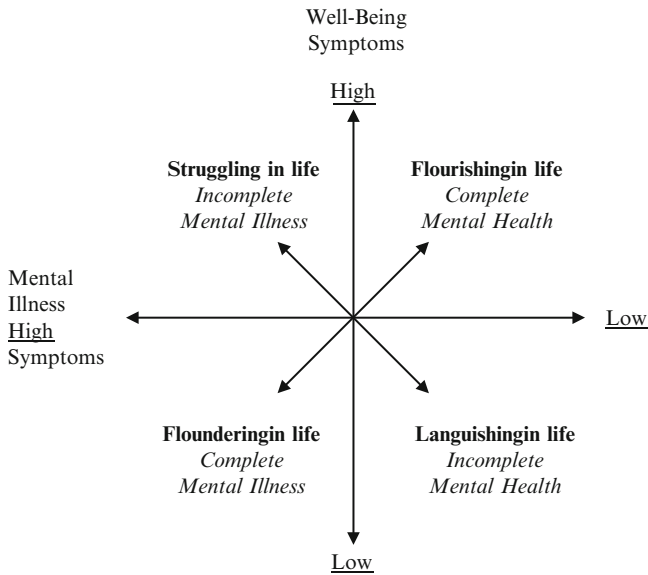 Well-Being
Symptoms
High
Struggling in life
Incomplete
Mental Illness
Flourishingin life
Complete
Mental Health
Mental
Illness
High
Symptoms
Low
Flounderingin life
Complete
Mental Illness
Languishingin life
Incomplete
Mental Health
Low